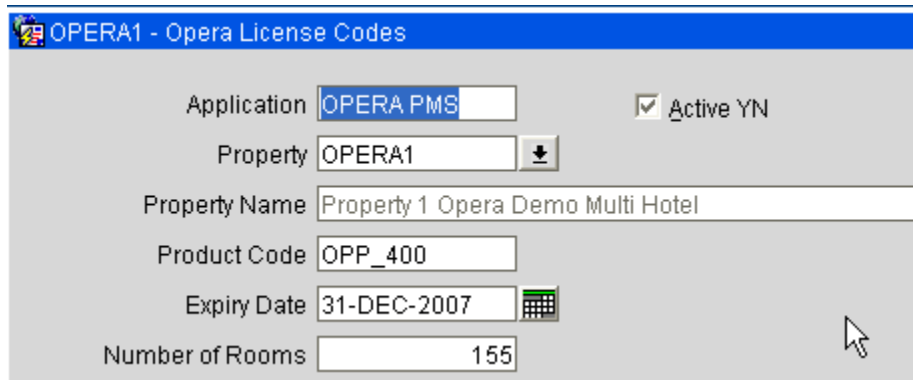 OPERA1 - Opera License Codes
Application OPERA PMS Active YN
Property OPERA1
Property Name Property 1 Opera Demo Multi Hotel
Product Code OPP_400
Expiry Date 31-DEC-2007
Number of Rooms 155